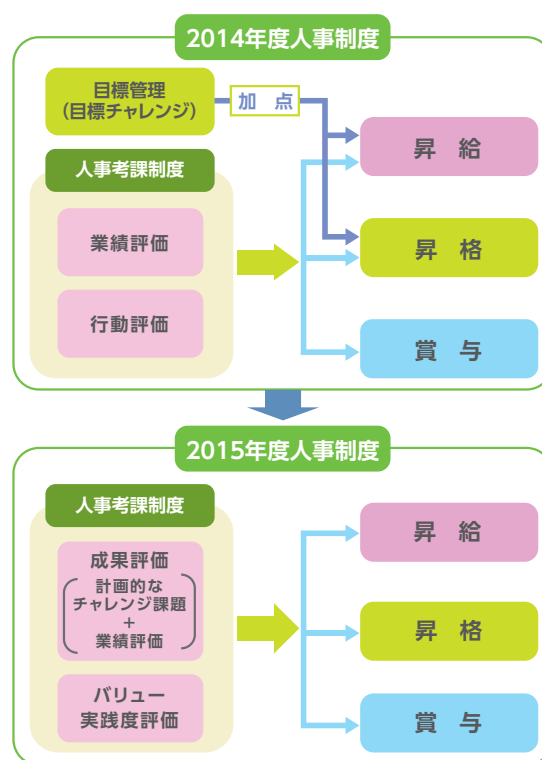 2014年度人事制度
目標管理
（目標チャレンジ）
加　点
人事考課制度
業績評価
行動評価
昇　給
昇　格
賞　与
2015年度人事制度
人事考課制度
成果評価
計画的な
チャレンジ課題
+
業績評価
バリュー
実践度評価
昇　給
昇　格
賞　与